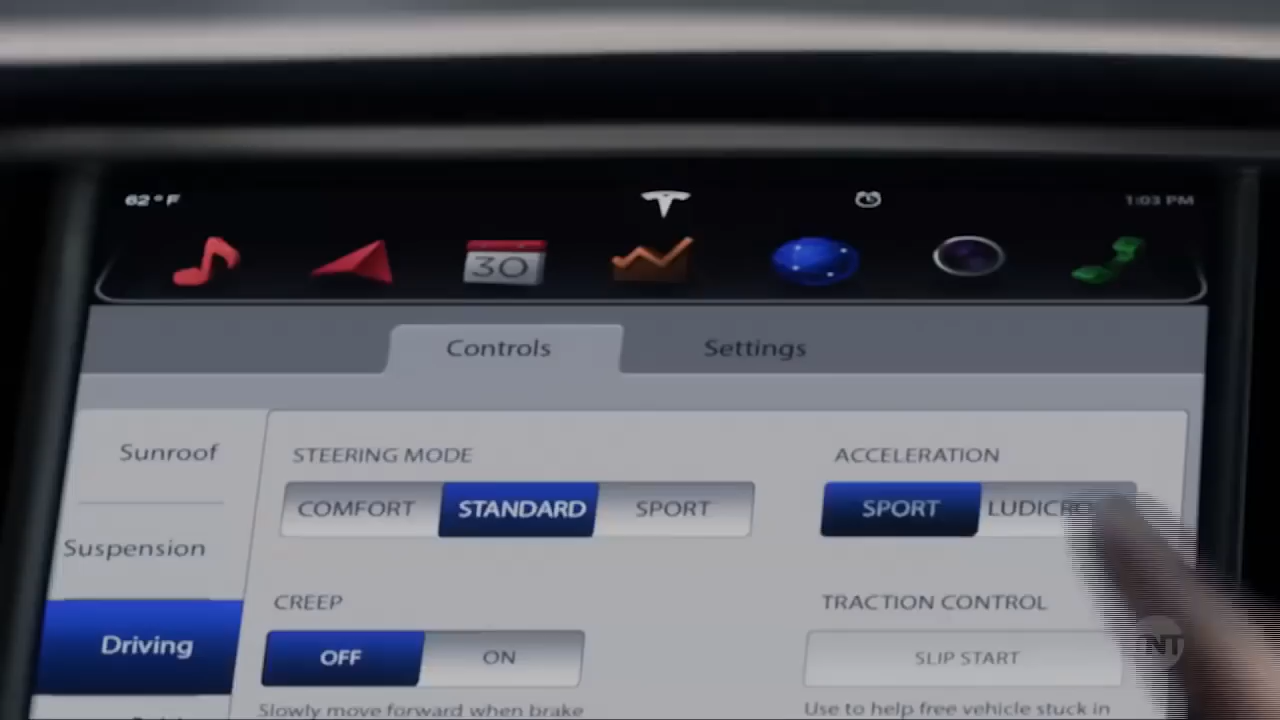 62°F
1:03 PM
30
Controls
Settings
Sunroof
STEERING MODE
ACCELERATION
COMFORT
STANDARD
SPORT
SPORT
Suspension
CREEP
TRACTION CONTROL
Driving
OFF
ON
SLIP START
NT
Slowly move forward when brake
Use to help free vehicle stuck in